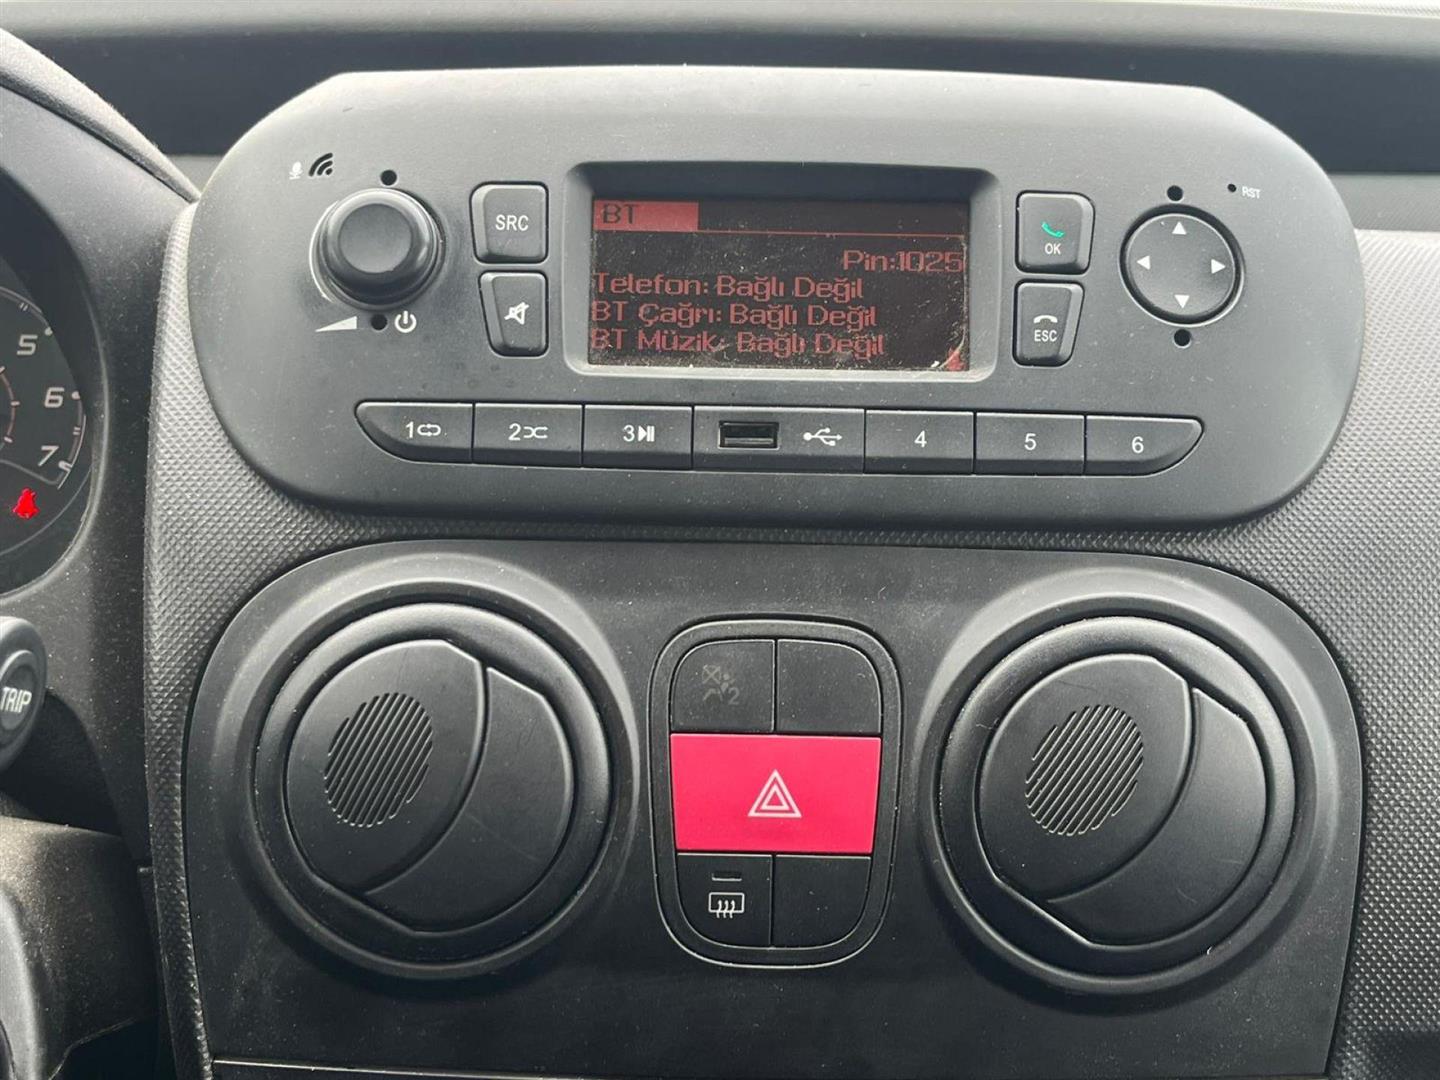 BT
Pin:1025
Telefon: Bağlı Değil
BT Çağrı: Bağlı Değil
BT Müzik: Bağlı Değil
SRC
OK
ESC
RST
1
2
3
4
5
6
5
6
7
TRIP
2